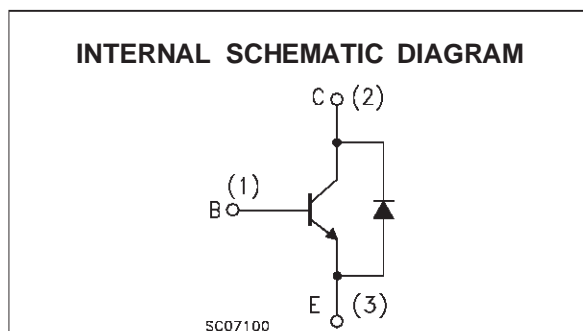 INTERNAL SCHEMATIC DIAGRAM
C (2)
(1)
B
E (3)
SC07100